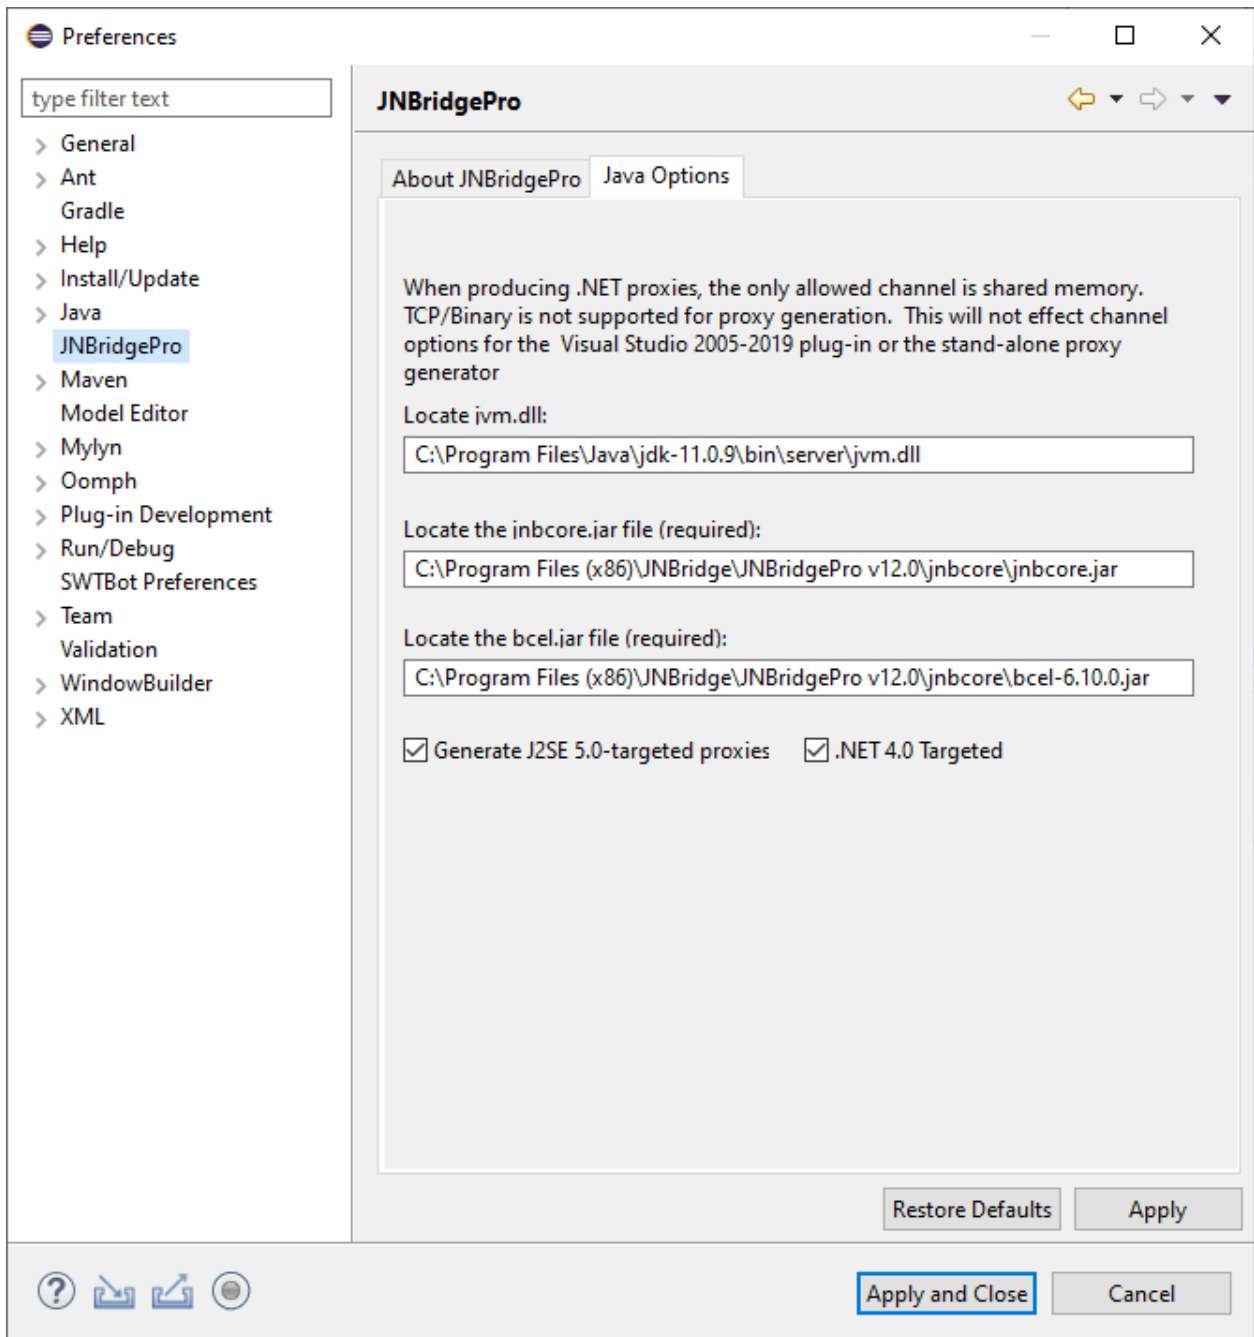 Preferences
type filter text
General
Ant
Gradle
Help
Install/Update
Java
JNBridgePro
Maven
Model Editor
Mylyn
Oomph
Plug-in Development
Run/Debug
SWTBot Preferences
Team
Validation
WindowBuilder
XML
JNBridgePro
About JNBridgePro
Java Options
When producing .NET proxies, the only allowed channel is shared memory.
TCP/Binary is not supported for proxy generation.  This will not effect channel
options for the  Visual Studio 2005-2019 plug-in or the stand-alone proxy
generator
Locate jvm.dll:
C:\Program Files\Java\jdk-11.0.9\bin\server\jvm.dll
Locate the jnbcore.jar file (required):
C:\Program Files (x86)\JNBridge\JNBridgePro v12.0\jnbcore\jnbcore.jar
Locate the bcel.jar file (required):
C:\Program Files (x86)\JNBridge\JNBridgePro v12.0\jnbcore\bcel-6.10.0.jar
Generate J2SE 5.0-targeted proxies
.NET 4.0 Targeted
Restore Defaults
Apply
?
Apply and Close
Cancel